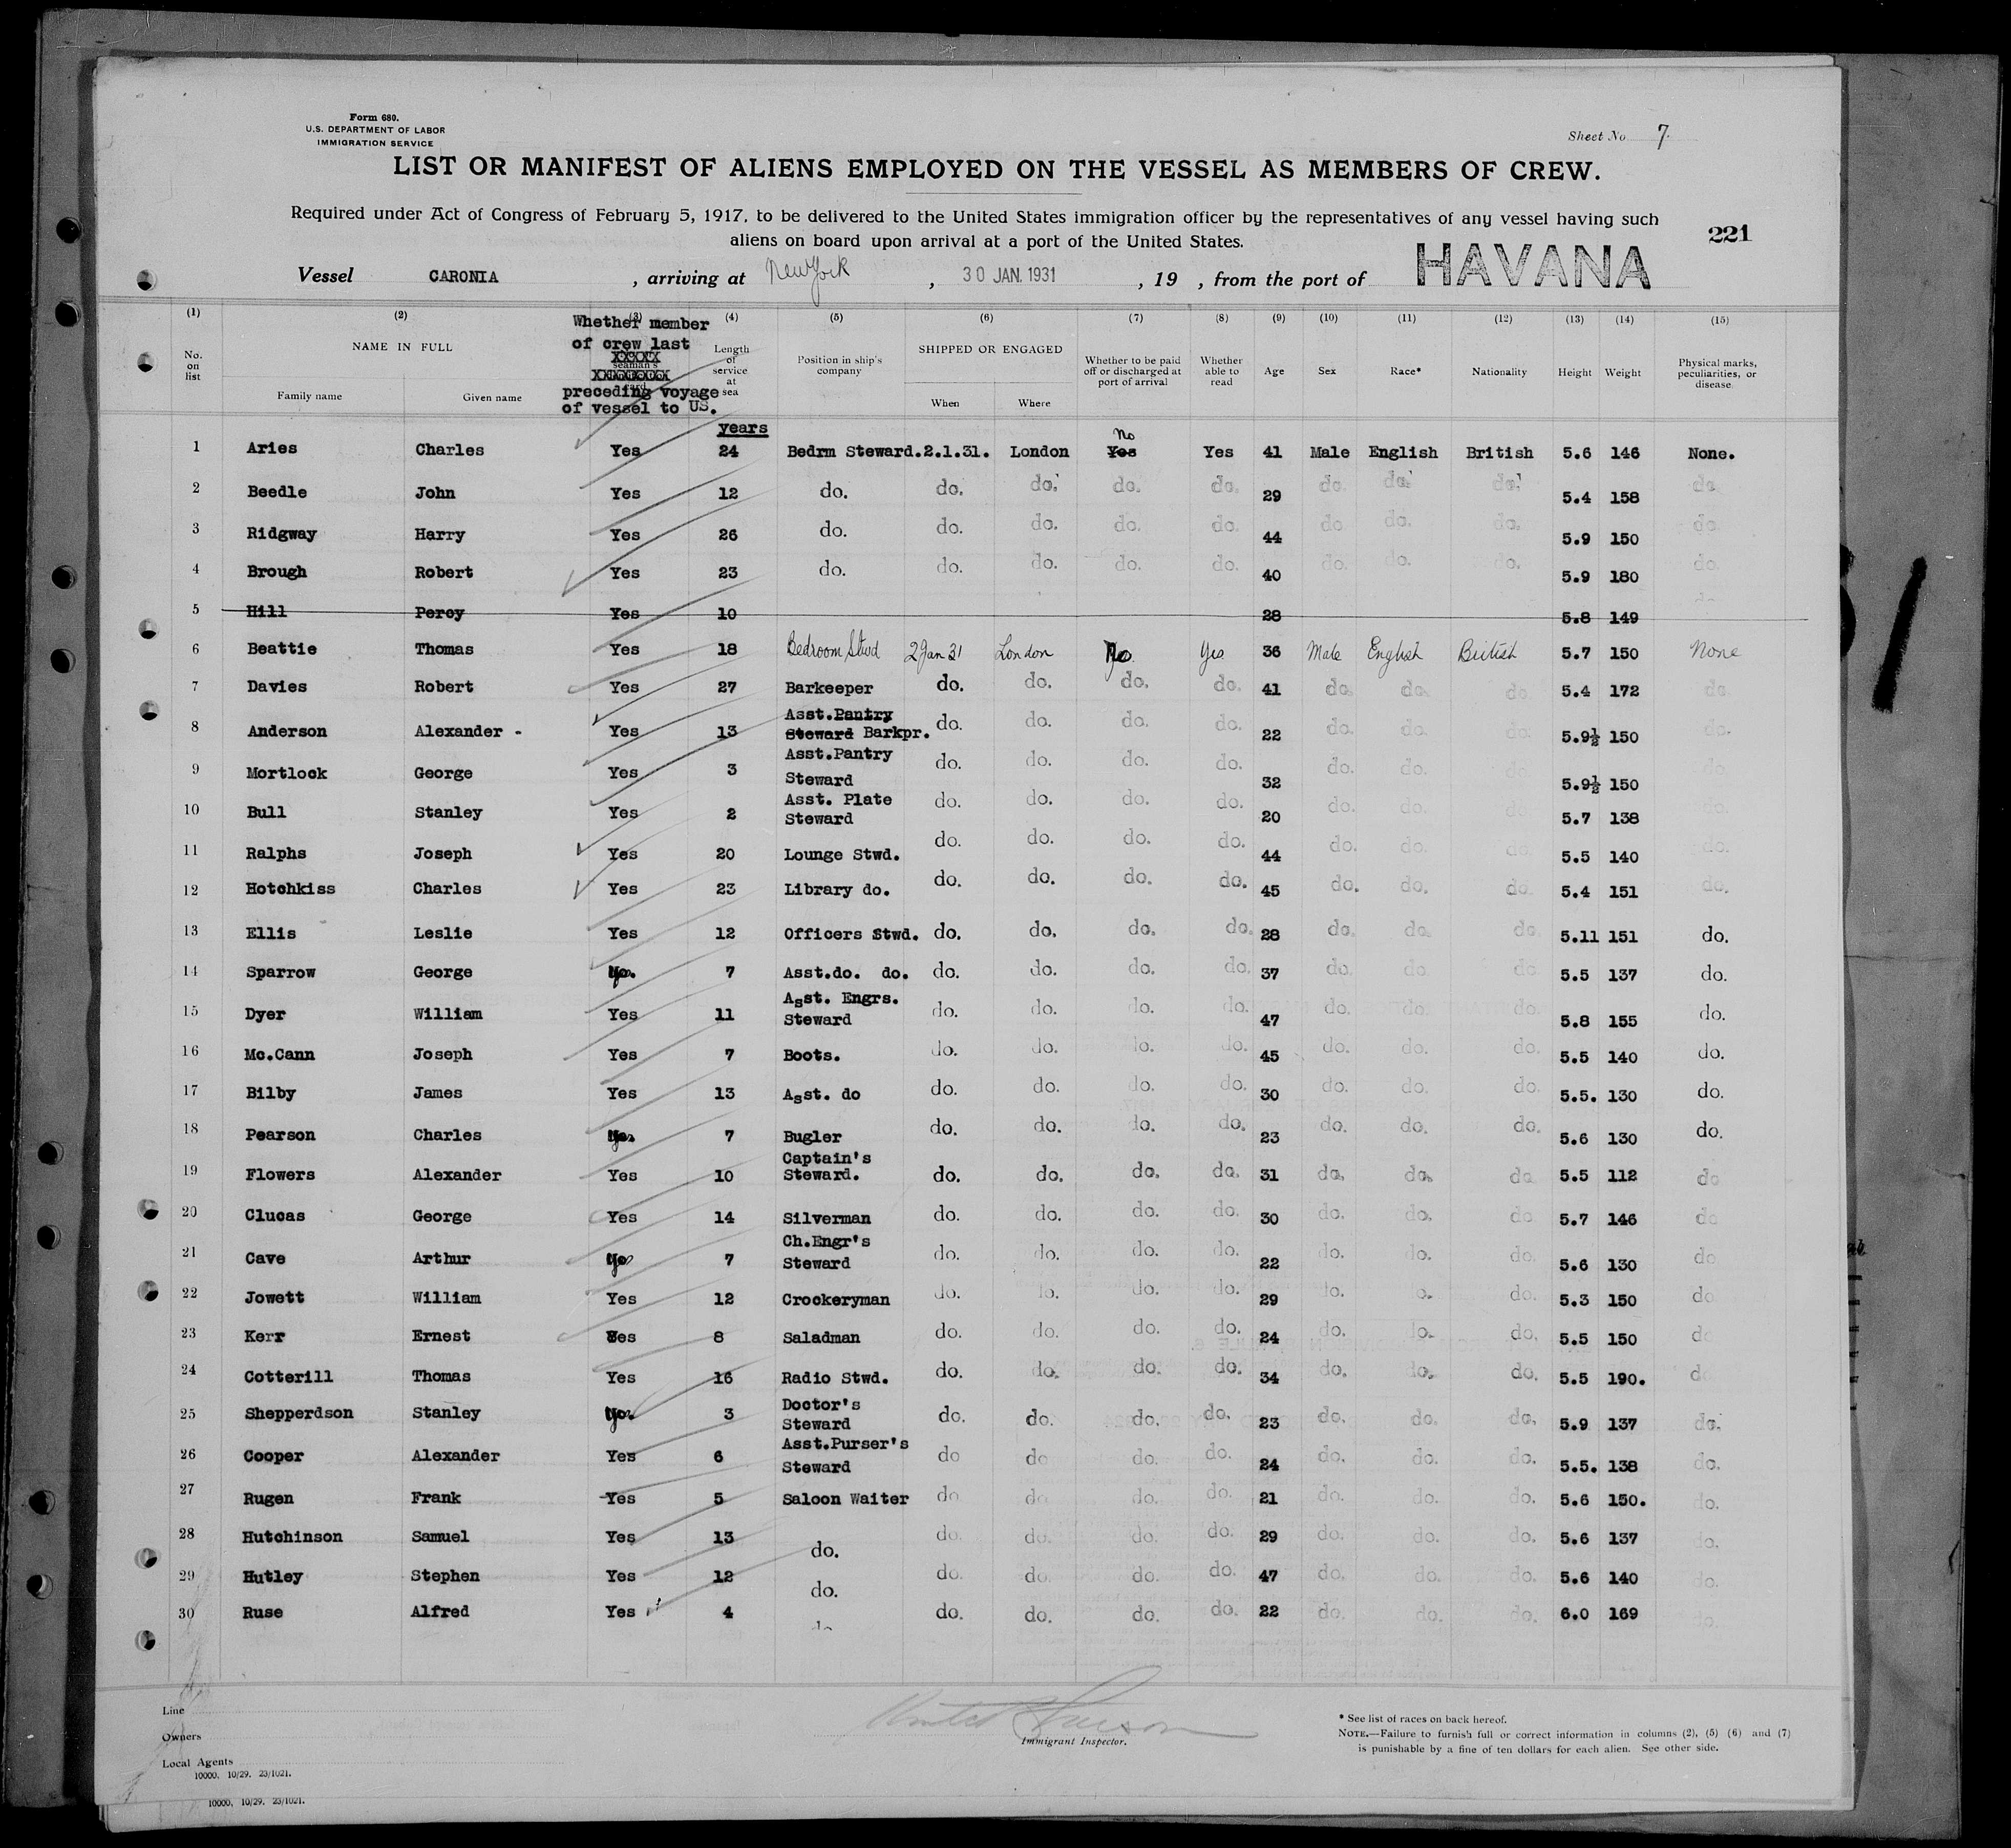 Form 680.
U.S. DEPARTMENT OF LABOR
IMMIGRATION SERVICE
Sheet No 7
LIST OR MANIFEST OF ALIENS EMPLOYED ON THE VESSEL AS MEMBERS OF CREW.
Required under Act of Congress of February 5, 1917, to be delivered to the United States immigration officer by the representatives of any vessel having such
aliens on board upon arrival at a port of the United States.
221
Vessel CARONIA , arriving at New York , 30 JAN. 1931 , 19 , from the port of HAVANA
(1) (2) (3) (4) (5) (6) (7) (8) (9) (10) (11) (12) (13) (14) (15)
No. on list NAME IN FULL Family name Given name Whether member of crew last preceding voyage of vessel to US. Length of service at sea Position in ship's company SHIPPED OR ENGAGED When Where Whether to be paid off or discharged at port of arrival Whether able to read Age Sex Race* Nationality Height Weight Physical marks, peculiarities, or disease
years
1 Aries Charles Yes 24 Bedrm Steward. 2.1.31. London Yes No Yes 41 Male English British 5.6 146 None.
2 Beedle John Yes 12 do. do. do. do. do. 29 do. do. do. 5.4 158 do.
3 Ridgway Harry Yes 26 do. do. do. do. do. 44 do. do. do. 5.9 150 do.
4 Brough Robert Yes 23 do. do. do. do. do. 40 do. do. do. 5.9 180 do.
5 Hill Percy Yes 10 28 5.8 149
6 Beattie Thomas Yes 18 Bedroom Stwd 2 Jan 31 London No. Yes 36 Male English British 5.7 150 None
7 Davies Robert Yes 27 Barkeeper do. do. do. do. 41 do. do. do. 5.4 172 do.
8 Anderson Alexander - Yes 13 Asst.Pantry Steward Barkpr. do. do. do. do. 22 do. do. do. 5.9½ 150 do.
9 Mortlock George Yes 3 Asst.Pantry Steward do. do. do. do. 32 do. do. do. 5.9½ 150 do.
10 Bull Stanley Yes 2 Asst. Plate Steward do. do. do. do. 20 do. do. do. 5.7 138 do.
11 Ralphs Joseph Yes 20 Lounge Stwd. do. do. do. do. 44 do. do. do. 5.5 140 do.
12 Hotchkiss Charles Yes 23 Library do. do. do. do. do. 45 do. do. do. 5.4 151 do.
13 Ellis Leslie Yes 12 Officers Stwd. do. do. do. do. 28 do. do. do. 5.11 151 do.
14 Sparrow George Yes. 7 Asst.do. do. do. do. do. do. 37 do. do. do. 5.5 137 do.
15 Dyer William Yes 11 Asst. Engrs. Steward do. do. do. do. 47 do. do. do. 5.8 155 do.
16 Mc.Cann Joseph Yes 7 Boots. do. do. do. do. 45 do. do. do. 5.5 140 do.
17 Bilby James Yes 13 Asst. do do. do. do. do. 30 do. do. do. 5.5. 130 do.
18 Pearson Charles Yes. 7 Bugler do. do. do. do. 23 do. do. do. 5.6 130 do.
19 Flowers Alexander Yes 10 Captain's Steward. do. do. do. do. 31 do. do. do. 5.5 112 do
20 Clucas George Yes 14 Silverman do. do. do. do. 30 do. do. do 5.7 146 do
21 Cave Arthur Yes 7 Ch.Engr's Steward do. do. do. do. 22 do. do. do. 5.6 130 do
22 Jowett William Yes 12 Crockeryman do. do. do. do. 29 do. do. do. 5.3 150 do
23 Kerr Ernest Yes 8 Saladman do. do. do. do. 24 do. do. do. 5.5 150 do
24 Cotterill Thomas Yes 16 Radio Stwd. do. do. do. do. 34 do. do. do. 5.5 190. do
25 Shepperdson Stanley Yes. 3 Doctor's Steward do. do. do. do. 23 do. do. do. 5.9 137 do.
26 Cooper Alexander Yes 6 Asst.Purser's Steward do do do. do. 24 do. do. do. 5.5. 138 do.
27 Rugen Frank Yes 5 Saloon Waiter do do do. do. 21 do. do. do. 5.6 150. do.
28 Hutchinson Samuel Yes 13 do. do. do. do. do. 29 do. do. do. 5.6 137 do.
29 Hutley Stephen Yes 12 do. do. do. do. do. 47 do. do. do. 5.6 140 do.
30 Ruse Alfred Yes 4 do. do. do. do. do. 22 do. do. do. 6.0 169 do.
Line
Owners
Local Agents
10000. 10/29. 23/1021.
Immigrant Inspector.
* See list of races on back hereof.
NOTE.—Failure to furnish full or correct information in columns (2), (5) (6) and (7)
is punishable by a fine of ten dollars for each alien. See other side.
10000, 10/29. 23/1021.